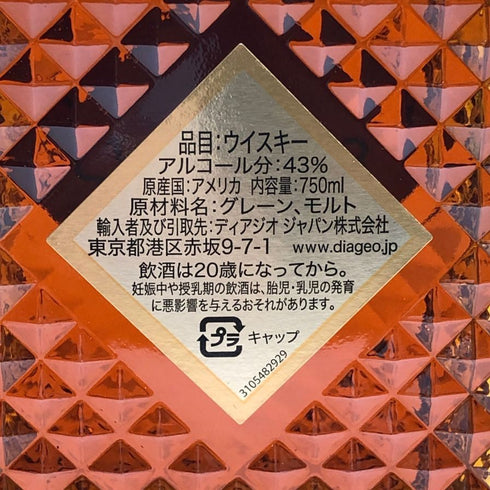 品目:ウイスキー
アルコール分:43%
原産国:アメリカ 内容量:750ml
原材料名:グレーン、モルト
輸入者及び引取先:ディアジオ ジャパン株式会社
東京都港区赤坂9-7-1 www.diageo.jp
飲酒は20歳になってから。
妊娠中や授乳期の飲酒は、胎児・乳児の発育
に悪影響を与えるおそれがあります。
プラ キャップ
3105482929